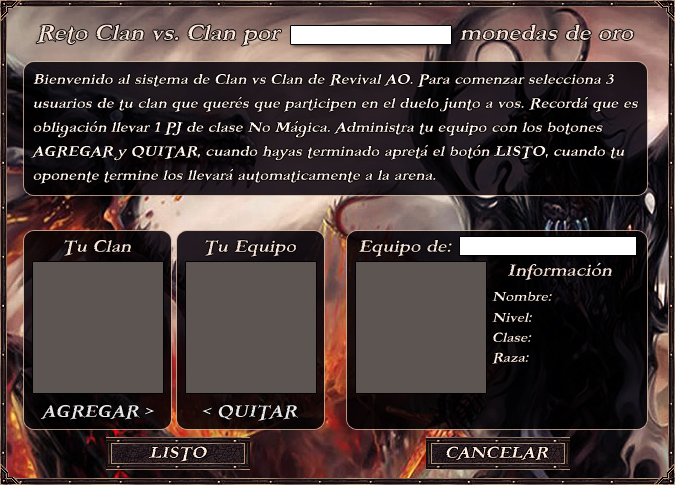 Reto Clan vs. Clan por monedas de oro
Bienvenido al sistema de Clan vs Clan de Revival AO. Para comenzar selecciona 3
usuarios de tu clan que querés que participen en el duelo junto a vos. Recordá que es
obligación llevar 1 PJ de clase No Mágica. Administra tu equipo con los botones
AGREGAR y QUITAR, cuando hayas terminado apretá el botón LISTO, cuando tu
oponente termine los llevará automaticamente a la arena.
Tu Clan
Tu Equipo
Equipo de:
Información
Nombre:
Nivel:
Clase:
Raza:
AGREGAR >
< QUITAR
LISTO
CANCELAR